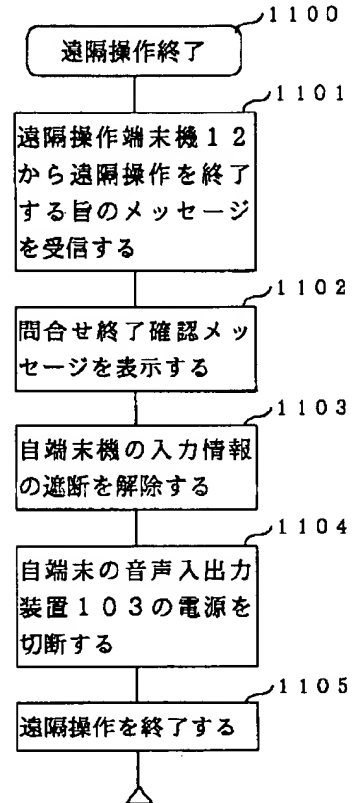 1100
遠隔操作終了
1101
遠隔操作端末機12
から遠隔操作を終了
する旨のメッセージ
を受信する
1102
問合せ終了確認メッ
セージを表示する
1103
自端末機の入力情報
の遮断を解除する
1104
自端末の音声入出力
装置103の電源を
切断する
1105
遠隔操作を終了する